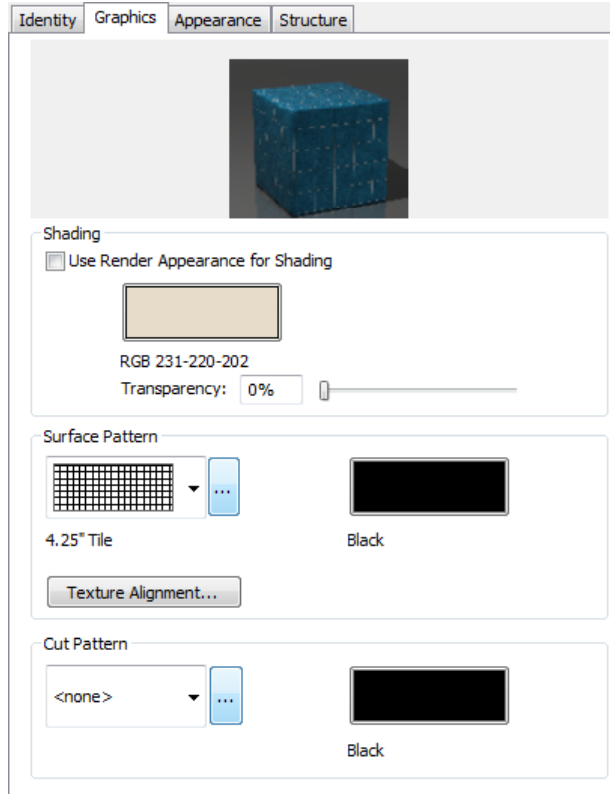 Identity Graphics Appearance Structure
Shading
Use Render Appearance for Shading
RGB 231-220-202
Transparency: 0%
Surface Pattern
...
4.25" Tile Black
Texture Alignment...
Cut Pattern
<none> ...
Black